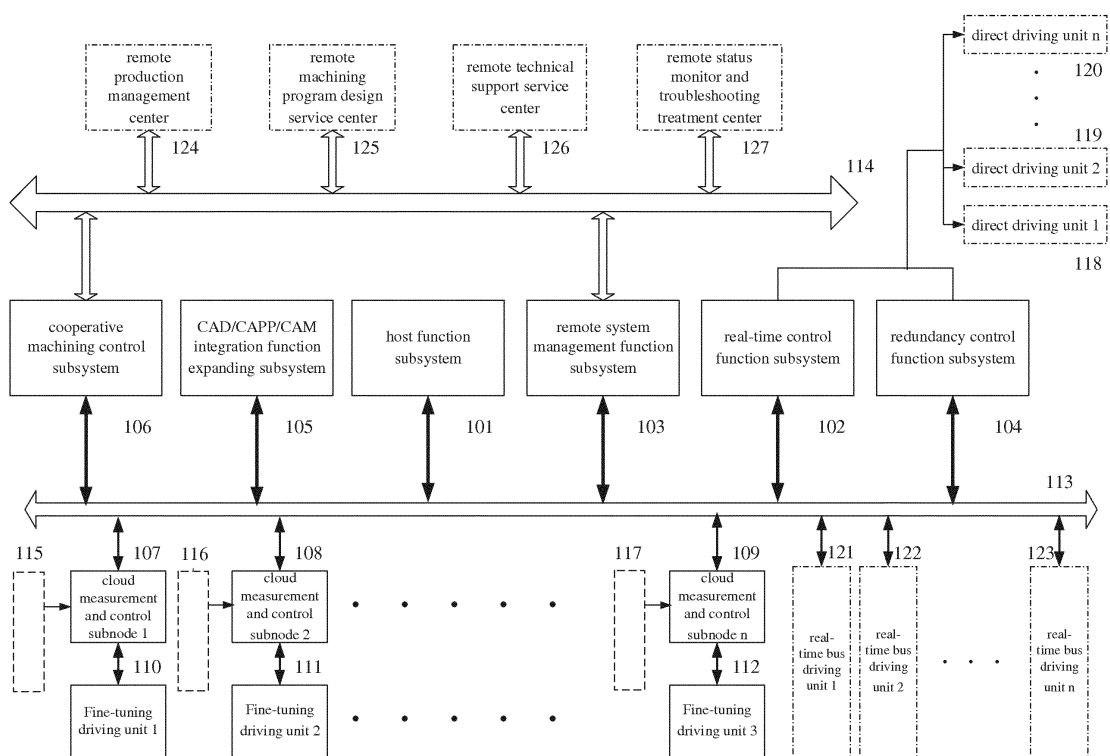 remote
production
management
center
124
remote
machining
program design
service center
125
remote technical
support service
center
126
remote status
monitor and
troubleshooting
treatment center
127
direct driving unit n
120
119
direct driving unit 2
direct driving unit 1
118
114
cooperative
machining control
subsystem
106
CAD/CAPP/CAM
integration function
expanding subsystem
105
host function
subsystem
101
remote system
management function
subsystem
103
real-time control
function subsystem
102
redundancy control
function subsystem
104
113
115
107
cloud
measurement
and control
subnode 1
110
Fine-tuning
driving unit 1
116
108
cloud
measurement
and control
subnode 2
111
Fine-tuning
driving unit 2
117
109
cloud
measurement
and control
subnode n
112
Fine-tuning
driving unit 3
121
real-
time bus
driving
unit 1
122
real-
time bus
driving
unit 2
123
real-
time bus
driving
unit n